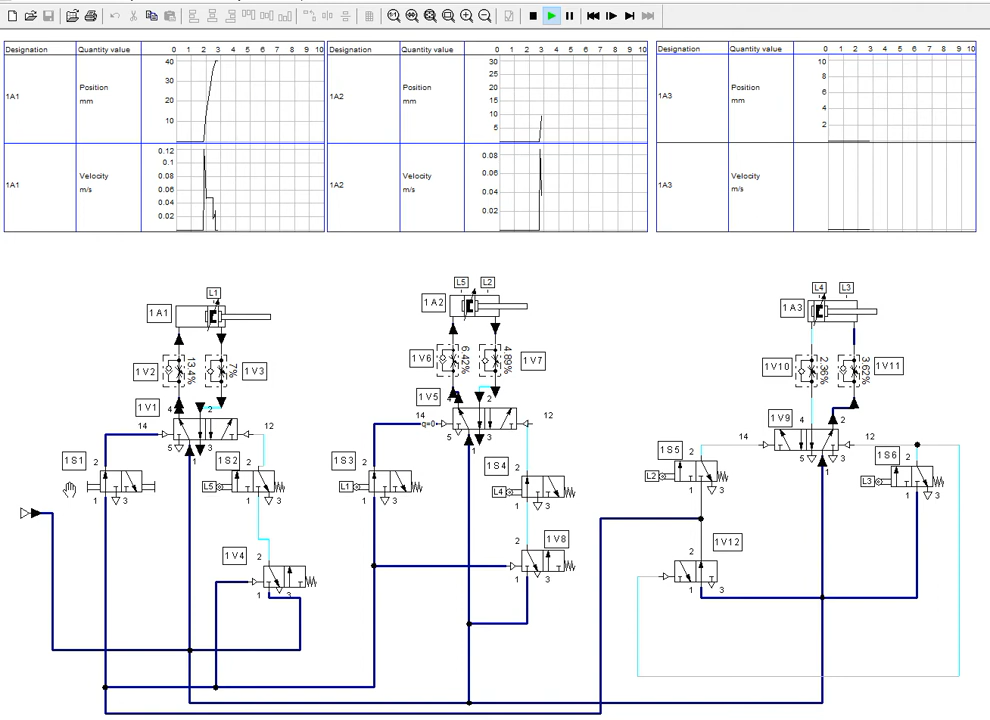 Designation Quantity value 0 1 2 3 4 5 6 7 8 9 10
1A1
Position
mm
40
30
20
10
1A1
Velocity
m/s
0.12
0.1
0.08
0.06
0.04
0.02
Designation Quantity value 0 1 2 3 4 5 6 7 8 9 10
1A2
Position
mm
30
25
20
15
10
5
1A2
Velocity
m/s
0.08
0.06
0.04
0.02
Designation Quantity value 0 1 2 3 4 5 6 7 8 9 10
1A3
Position
mm
10
8
6
4
2
1A3
Velocity
m/s
L1
1A1
1V2
13.4%
7%
1V3
1V1
4 2
14 12
5 1 3
1S1
2
1 3
1S2
2
L5
1 3
1V4
2
1 3
L5 L2
1A2
1V6
6.42%
4.89%
1V7
1V5
4 2
14 12
q=0
5 1 3
1S3
2
L1
1 3
1S4
2
L4
1 3
1V8
2
1 3
L4 L3
1A3
1V10
2.36%
3.62%
1V11
1V9
4 2
14 12
5 1 3
1S5
2
L2
1 3
1S6
2
L3
1 3
1V12
2
1 3